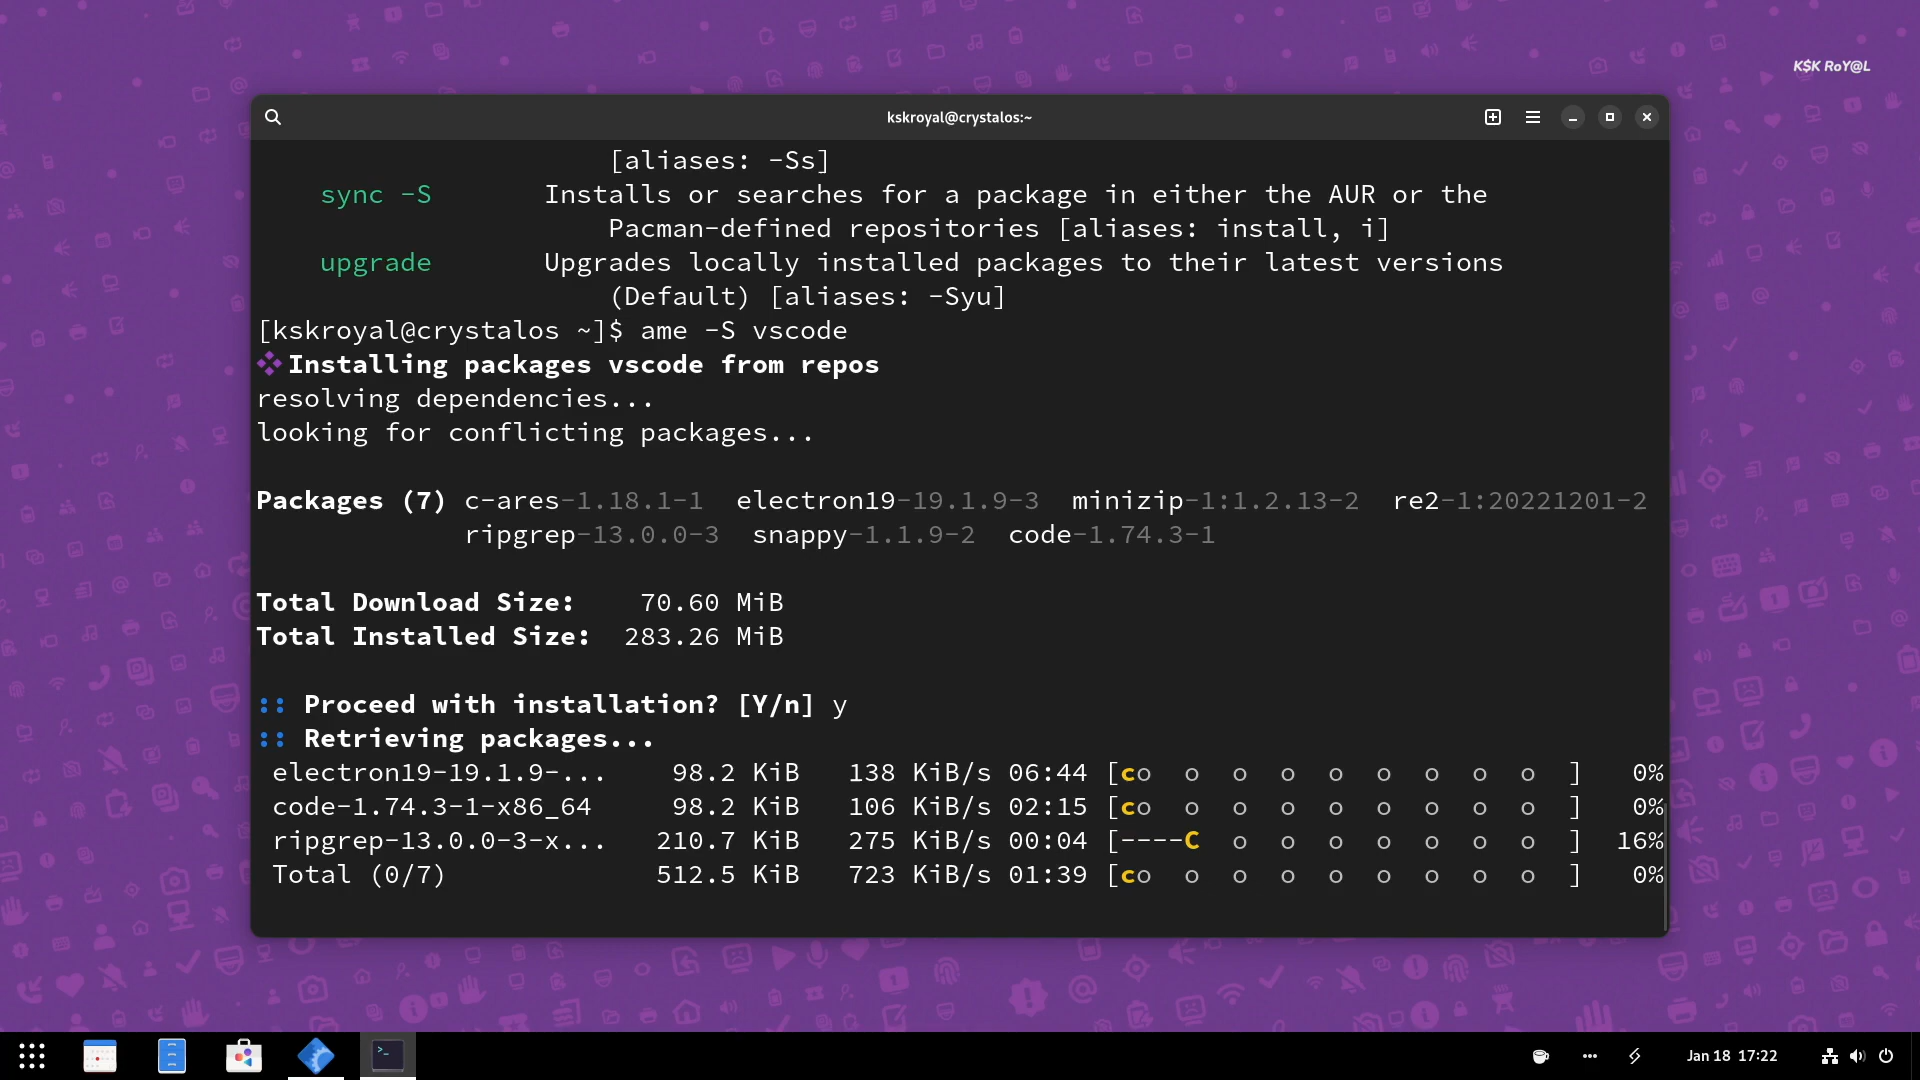 K$K RoY@L
kskroyal@crystalos:~
[aliases: -Ss]
sync -S Installs or searches for a package in either the AUR or the
Pacman-defined repositories [aliases: install, i]
upgrade Upgrades locally installed packages to their latest versions
(Default) [aliases: -Syu]
[kskroyal@crystalos ~]$ ame -S vscode
Installing packages vscode from repos
resolving dependencies...
looking for conflicting packages...
Packages (7) c-ares-1.18.1-1 electron19-19.1.9-3 minizip-1:1.2.13-2 re2-1:20221201-2
ripgrep-13.0.0-3 snappy-1.1.9-2 code-1.74.3-1
Total Download Size: 70.60 MiB
Total Installed Size: 283.26 MiB
:: Proceed with installation? [Y/n] y
:: Retrieving packages...
electron19-19.1.9-... 98.2 KiB 138 KiB/s 06:44 [co o o o o o o o o ] 0%
code-1.74.3-1-x86_64 98.2 KiB 106 KiB/s 02:15 [co o o o o o o o o ] 0%
ripgrep-13.0.0-3-x... 210.7 KiB 275 KiB/s 00:04 [----C o o o o o o o ] 16%
Total (0/7) 512.5 KiB 723 KiB/s 01:39 [co o o o o o o o o ] 0%
Jan 18 17:22